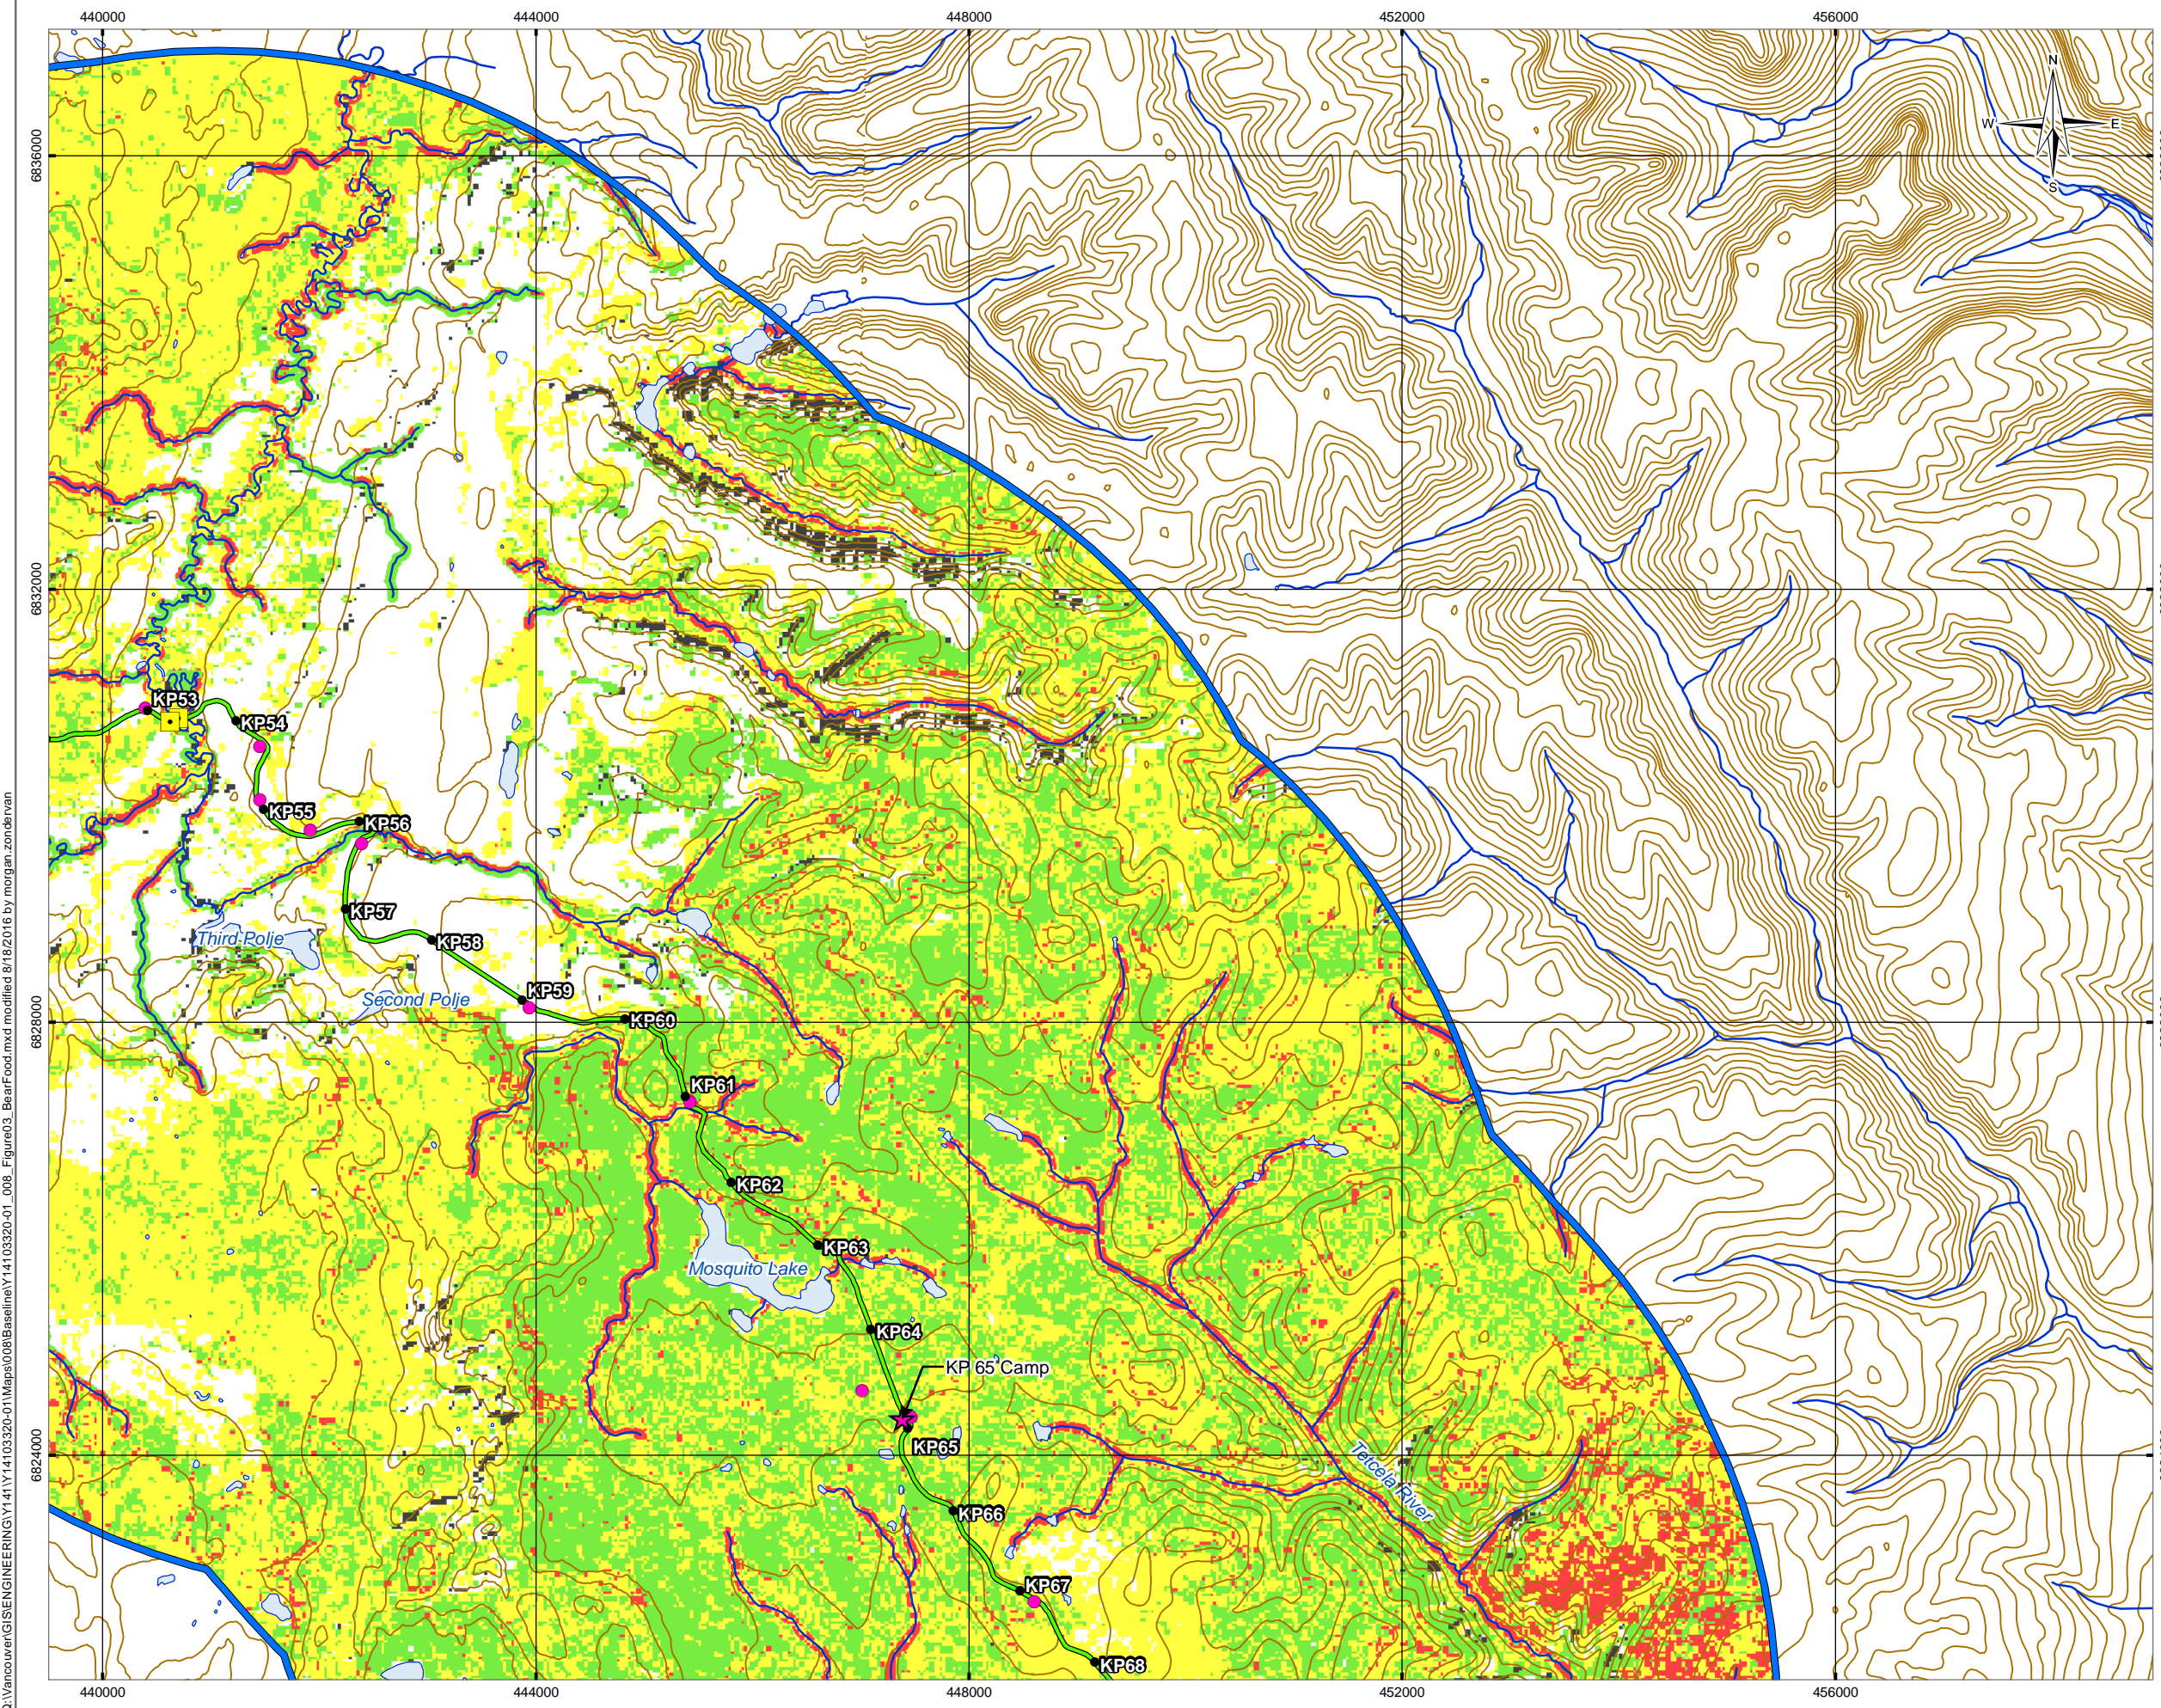 440000
444000
448000
452000
456000
N
W
E
S
6836000
6832000
KP53
KP54
KP55
KP56
KP57
Third Polje
KP58
KP59
Second Polje
KP60
6828000
KP61
KP62
KP63
Mosquito Lake
KP64
KP 65 Camp
KP65
6824000
Tetcela River
KP66
KP67
KP68
440000
444000
448000
452000
456000
Q:\Vancouver\GIS\ENGINEERING\Y141\Y14103320-01\Maps\008\Baseline\Y14103320-01_008_Figure03_BearFood.mxd modified 8/18/2016 by morgan.zondervan